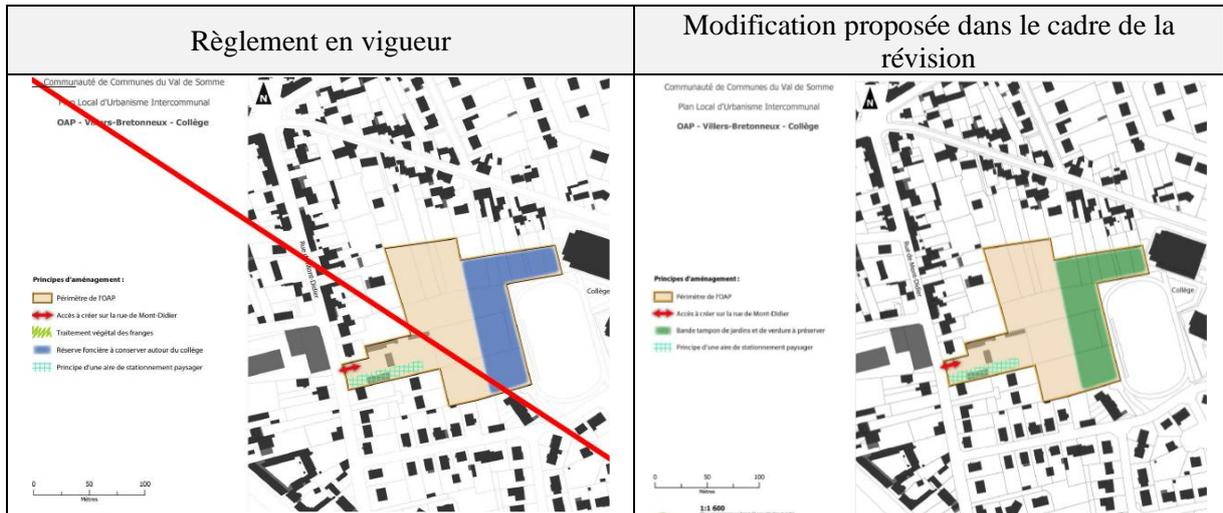 Règlement en vigueur
Modification proposée dans le cadre de la
révision
Communauté de Communes du Val de Somme
Plan Local d'Urbanisme Intercommunal
OAP - Villers-Bretonneux - Collège
N
Rue de Mont-Didier
Collège
Principes d'aménagement :
Périmètre de l'OAP
Accès à créer sur la rue de Mont-Didier
Traitement végétal des franges
Réserve foncière à conserver autour du collège
Principe d'une aire de stationnement paysager
0 50 100
Mètres
Communauté de Communes du Val de Somme
Plan Local d'Urbanisme Intercommunal
OAP - Villers-Bretonneux - Collège
N
Rue de Mont-Didier
Collège
Principes d'aménagement :
Périmètre de l'OAP
Accès à créer sur la rue de Mont-Didier
Bande tampon de jardins et de verdure à préserver
Principe d'une aire de stationnement paysager
0 50 100
Mètres
1:1 600